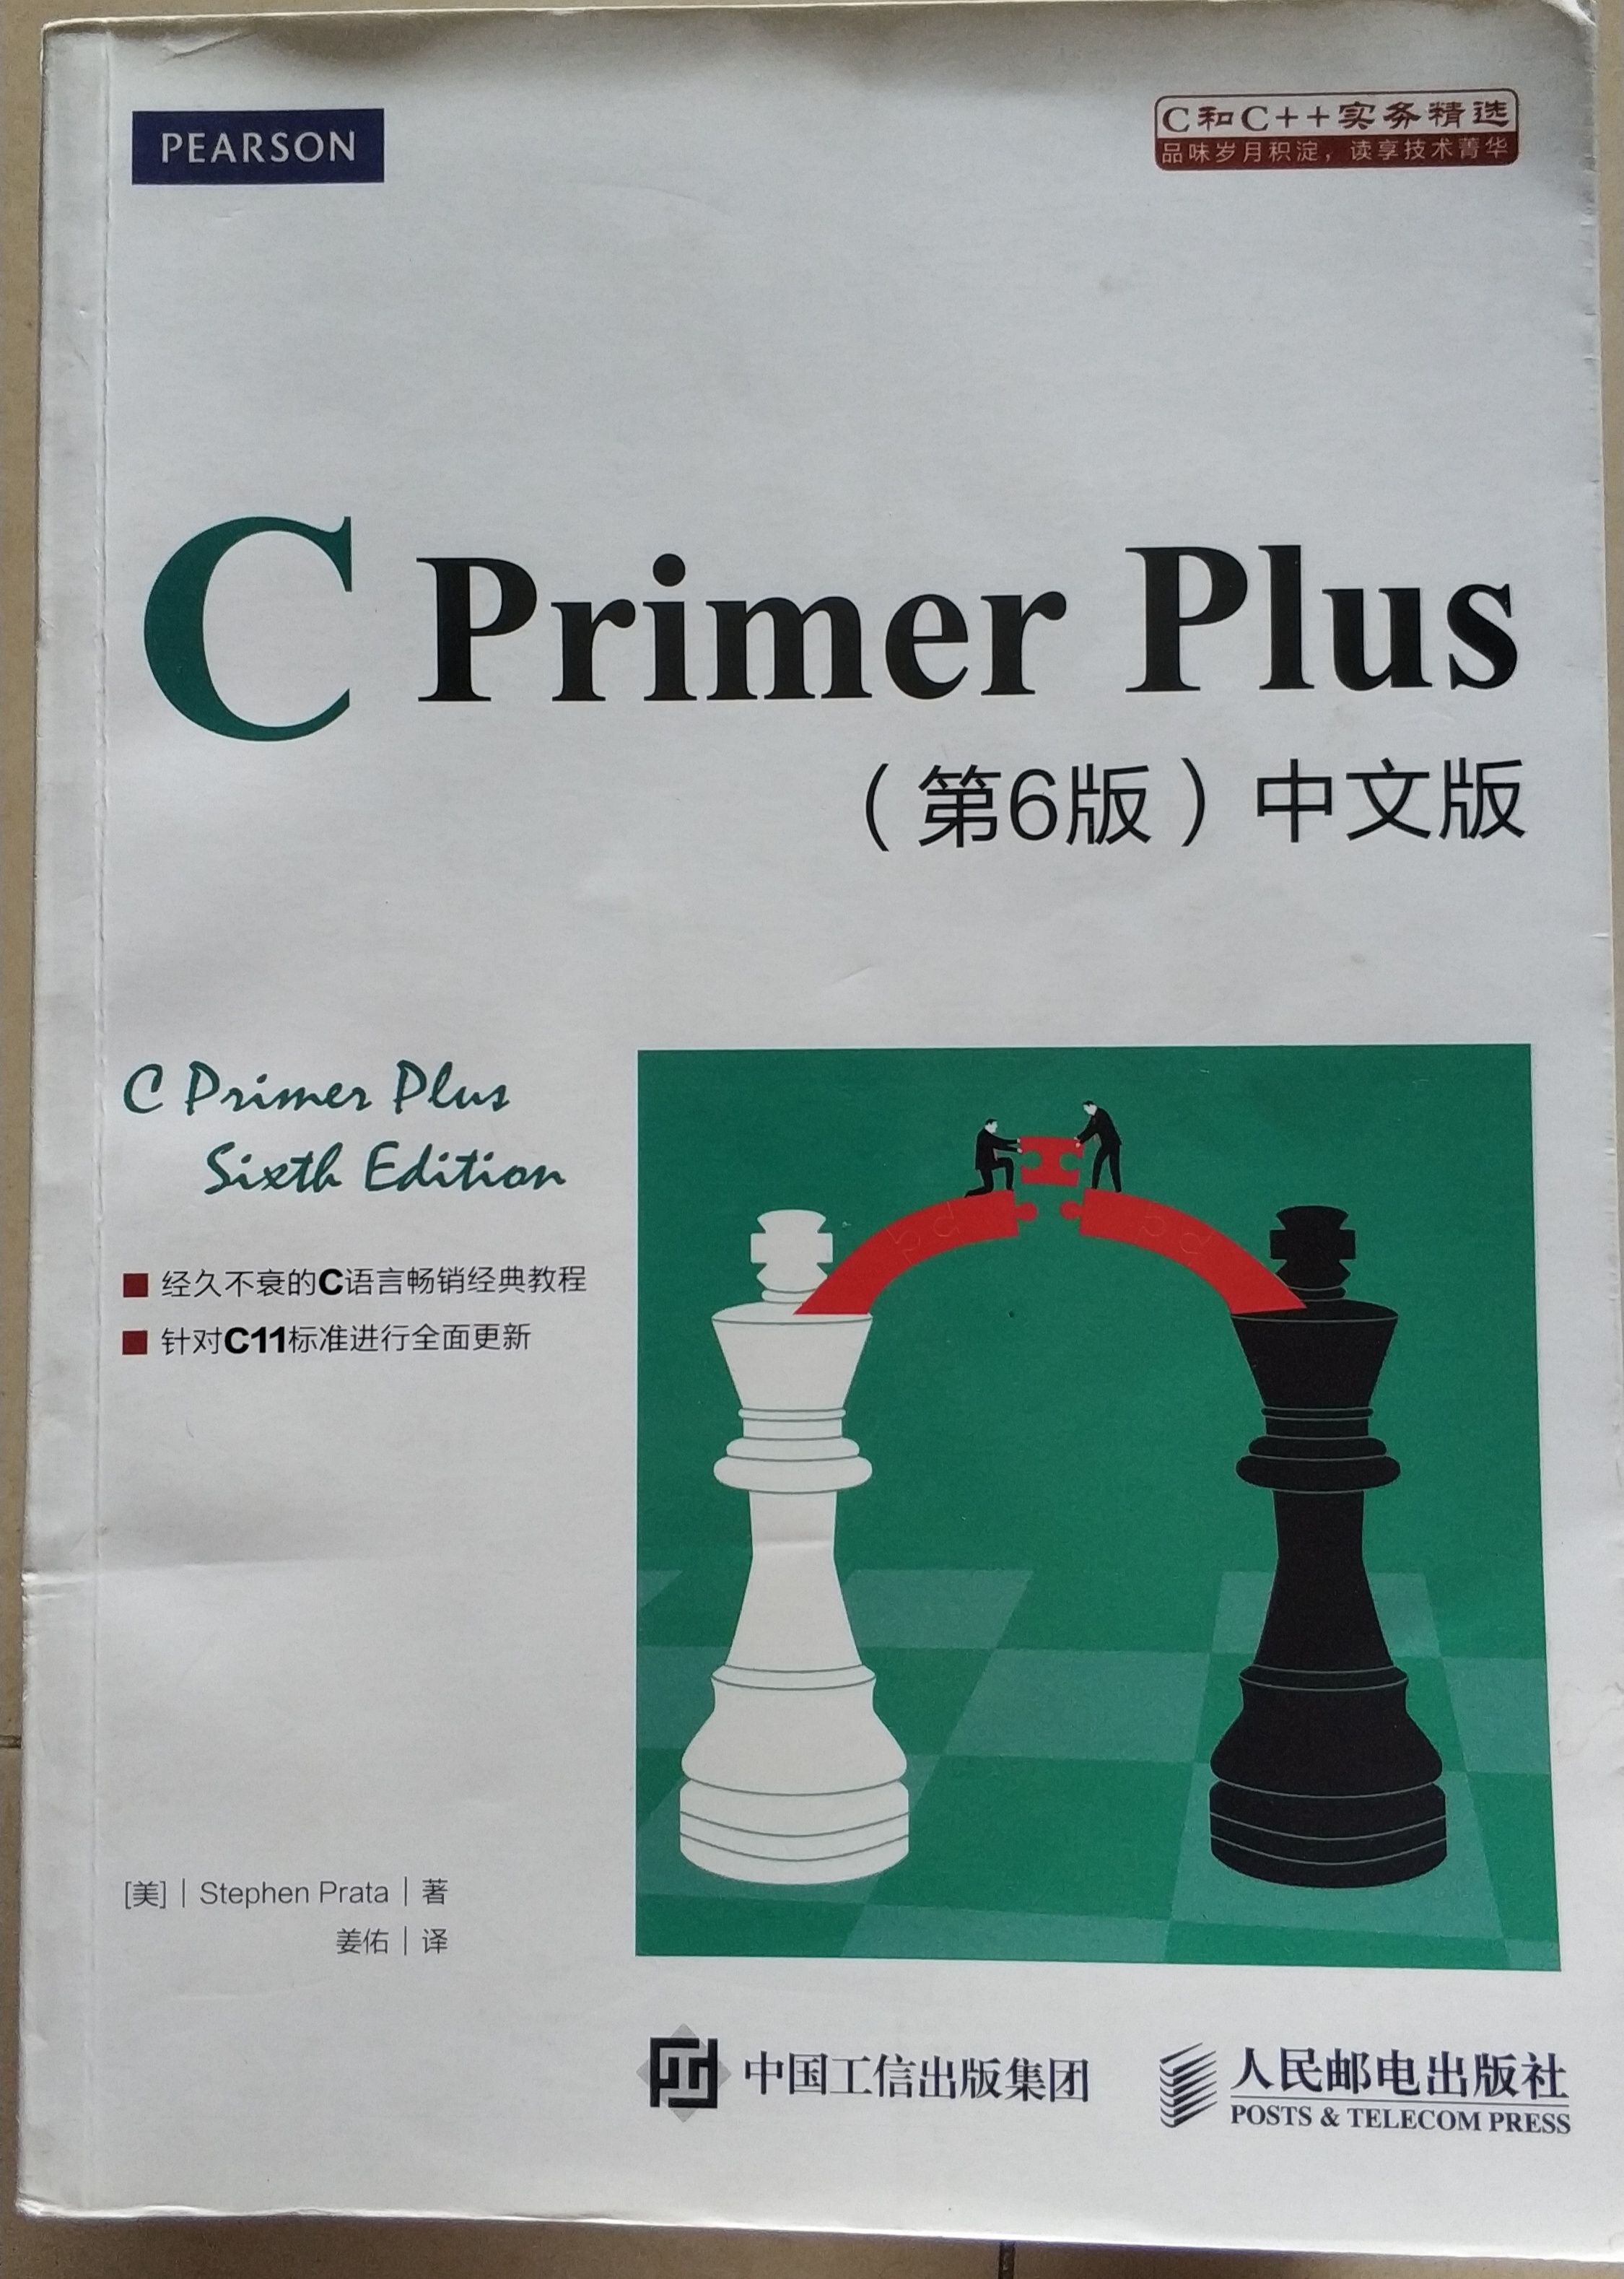 PEARSON
C和C++实务精选
品味岁月积淀，读享技术菁华
C Primer Plus
（第6版）中文版
C Primer Plus
Sixth Edition
■ 经久不衰的C语言畅销经典教程
■ 针对C11标准进行全面更新
[美]｜Stephen Prata｜著
姜佑｜译
中国工信出版集团
人民邮电出版社
POSTS & TELECOM PRESS